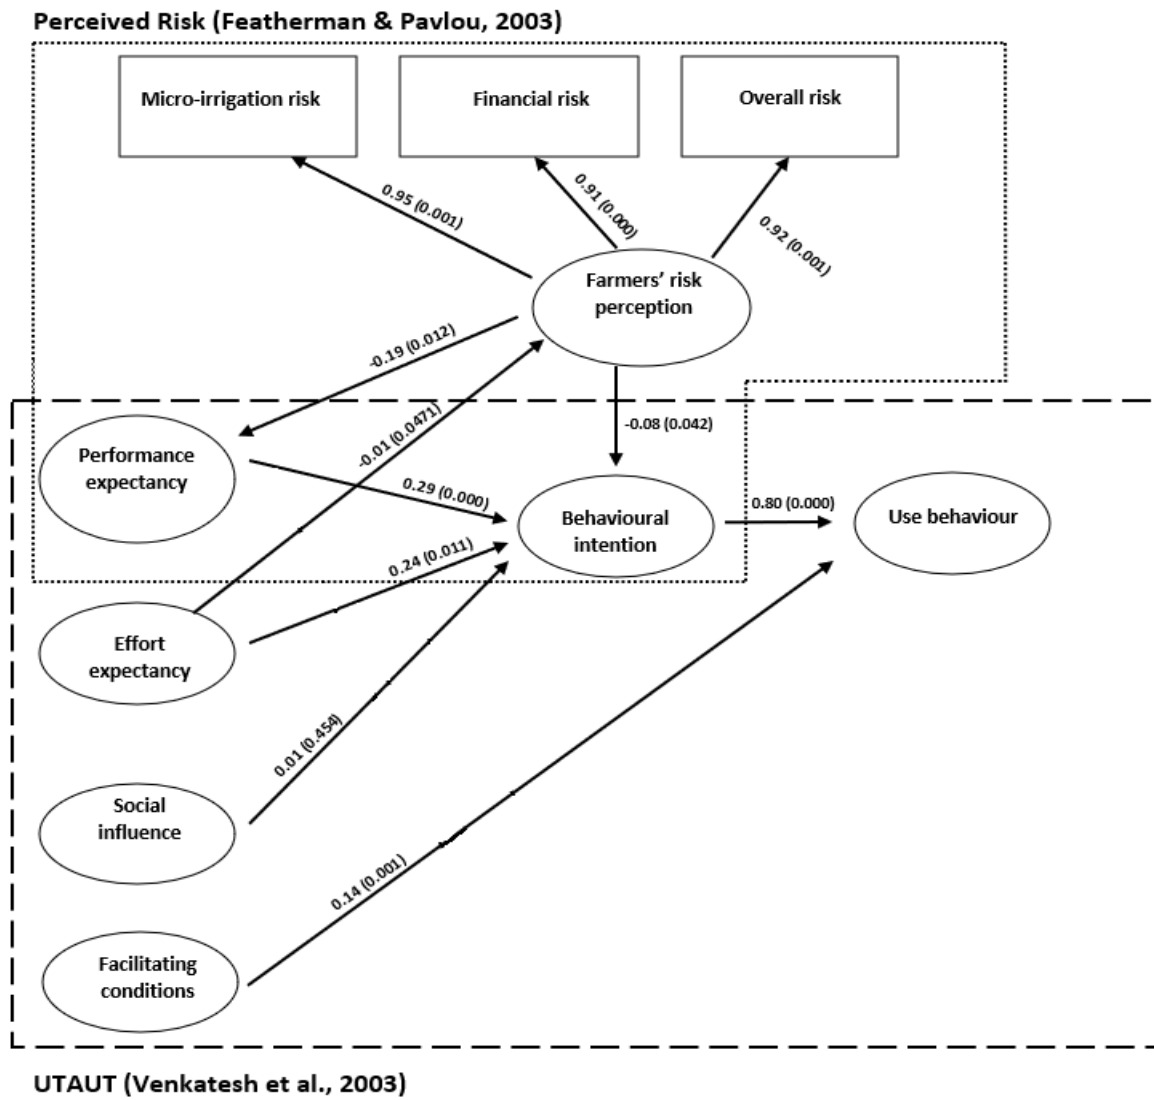 Perceived Risk (Featherman & Pavlou, 2003)
Micro-irrigation risk
Financial risk
Overall risk
0.95 (0.001)
0.91 (0.000)
0.92 (0.001)
Farmers’ risk
perception
-0.19 (0.012)
-0.01 (0.0471)
-0.08 (0.042)
Performance
expectancy
0.29 (0.000)
Behavioural
intention
0.80 (0.000)
Use behaviour
0.24 (0.011)
Effort
expectancy
0.01 (0.454)
Social
influence
0.14 (0.001)
Facilitating
conditions
UTAUT (Venkatesh et al., 2003)